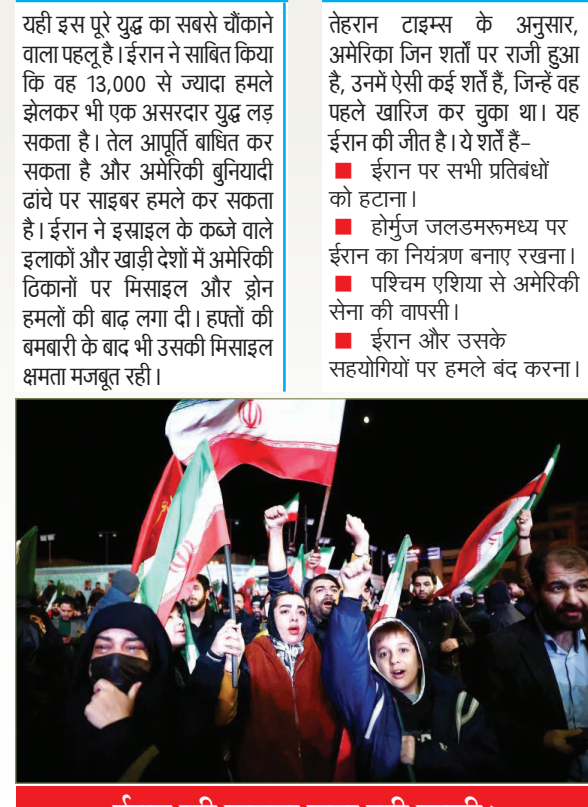 यही इस पूरे युद्ध का सबसे चौंकाने
वाला पहलू है। ईरान ने साबित किया
कि वह 13,000 से ज्यादा हमले
झेलकर भी एक असरदार युद्ध लड़
सकता है। तेल आपूर्ति बाधित कर
सकता है और अमेरिकी बुनियादी
ढांचे पर साइबर हमले कर सकता
है। ईरान ने इस्राइल के कब्जे वाले
इलाकों और खाड़ी देशों में अमेरिकी
ठिकानों पर मिसाइल और ड्रोन
हमलों की बाढ़ लगा दी। हफ्तों की
बमबारी के बाद भी उसकी मिसाइल
क्षमता मजबूत रही।
तेहरान टाइम्स के अनुसार,
अमेरिका जिन शर्तों पर राजी हुआ
है, उनमें ऐसी कई शर्तें हैं, जिन्हें वह
पहले खारिज कर चुका था। यह
ईरान की जीत है। ये शर्तें हैं–
■ ईरान पर सभी प्रतिबंधों
को हटाना।
■ होर्मुज जलडमरूमध्य पर
ईरान का नियंत्रण बनाए रखना।
■ पश्चिम एशिया से अमेरिकी
सेना की वापसी।
■ ईरान और उसके
सहयोगियों पर हमले बंद करना।